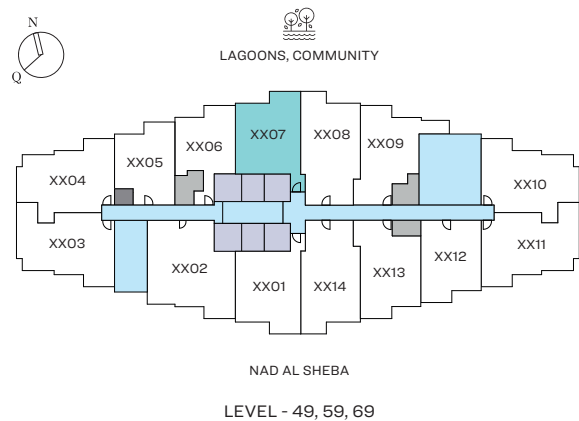 N
Q
LAGOONS, COMMUNITY
XX07
XX08
XX06
XX09
XX05
XX04
XX10
XX03
XX11
XX02
XX12
XX13
XX01
XX14
NAD AL SHEBA
LEVEL - 49, 59, 69